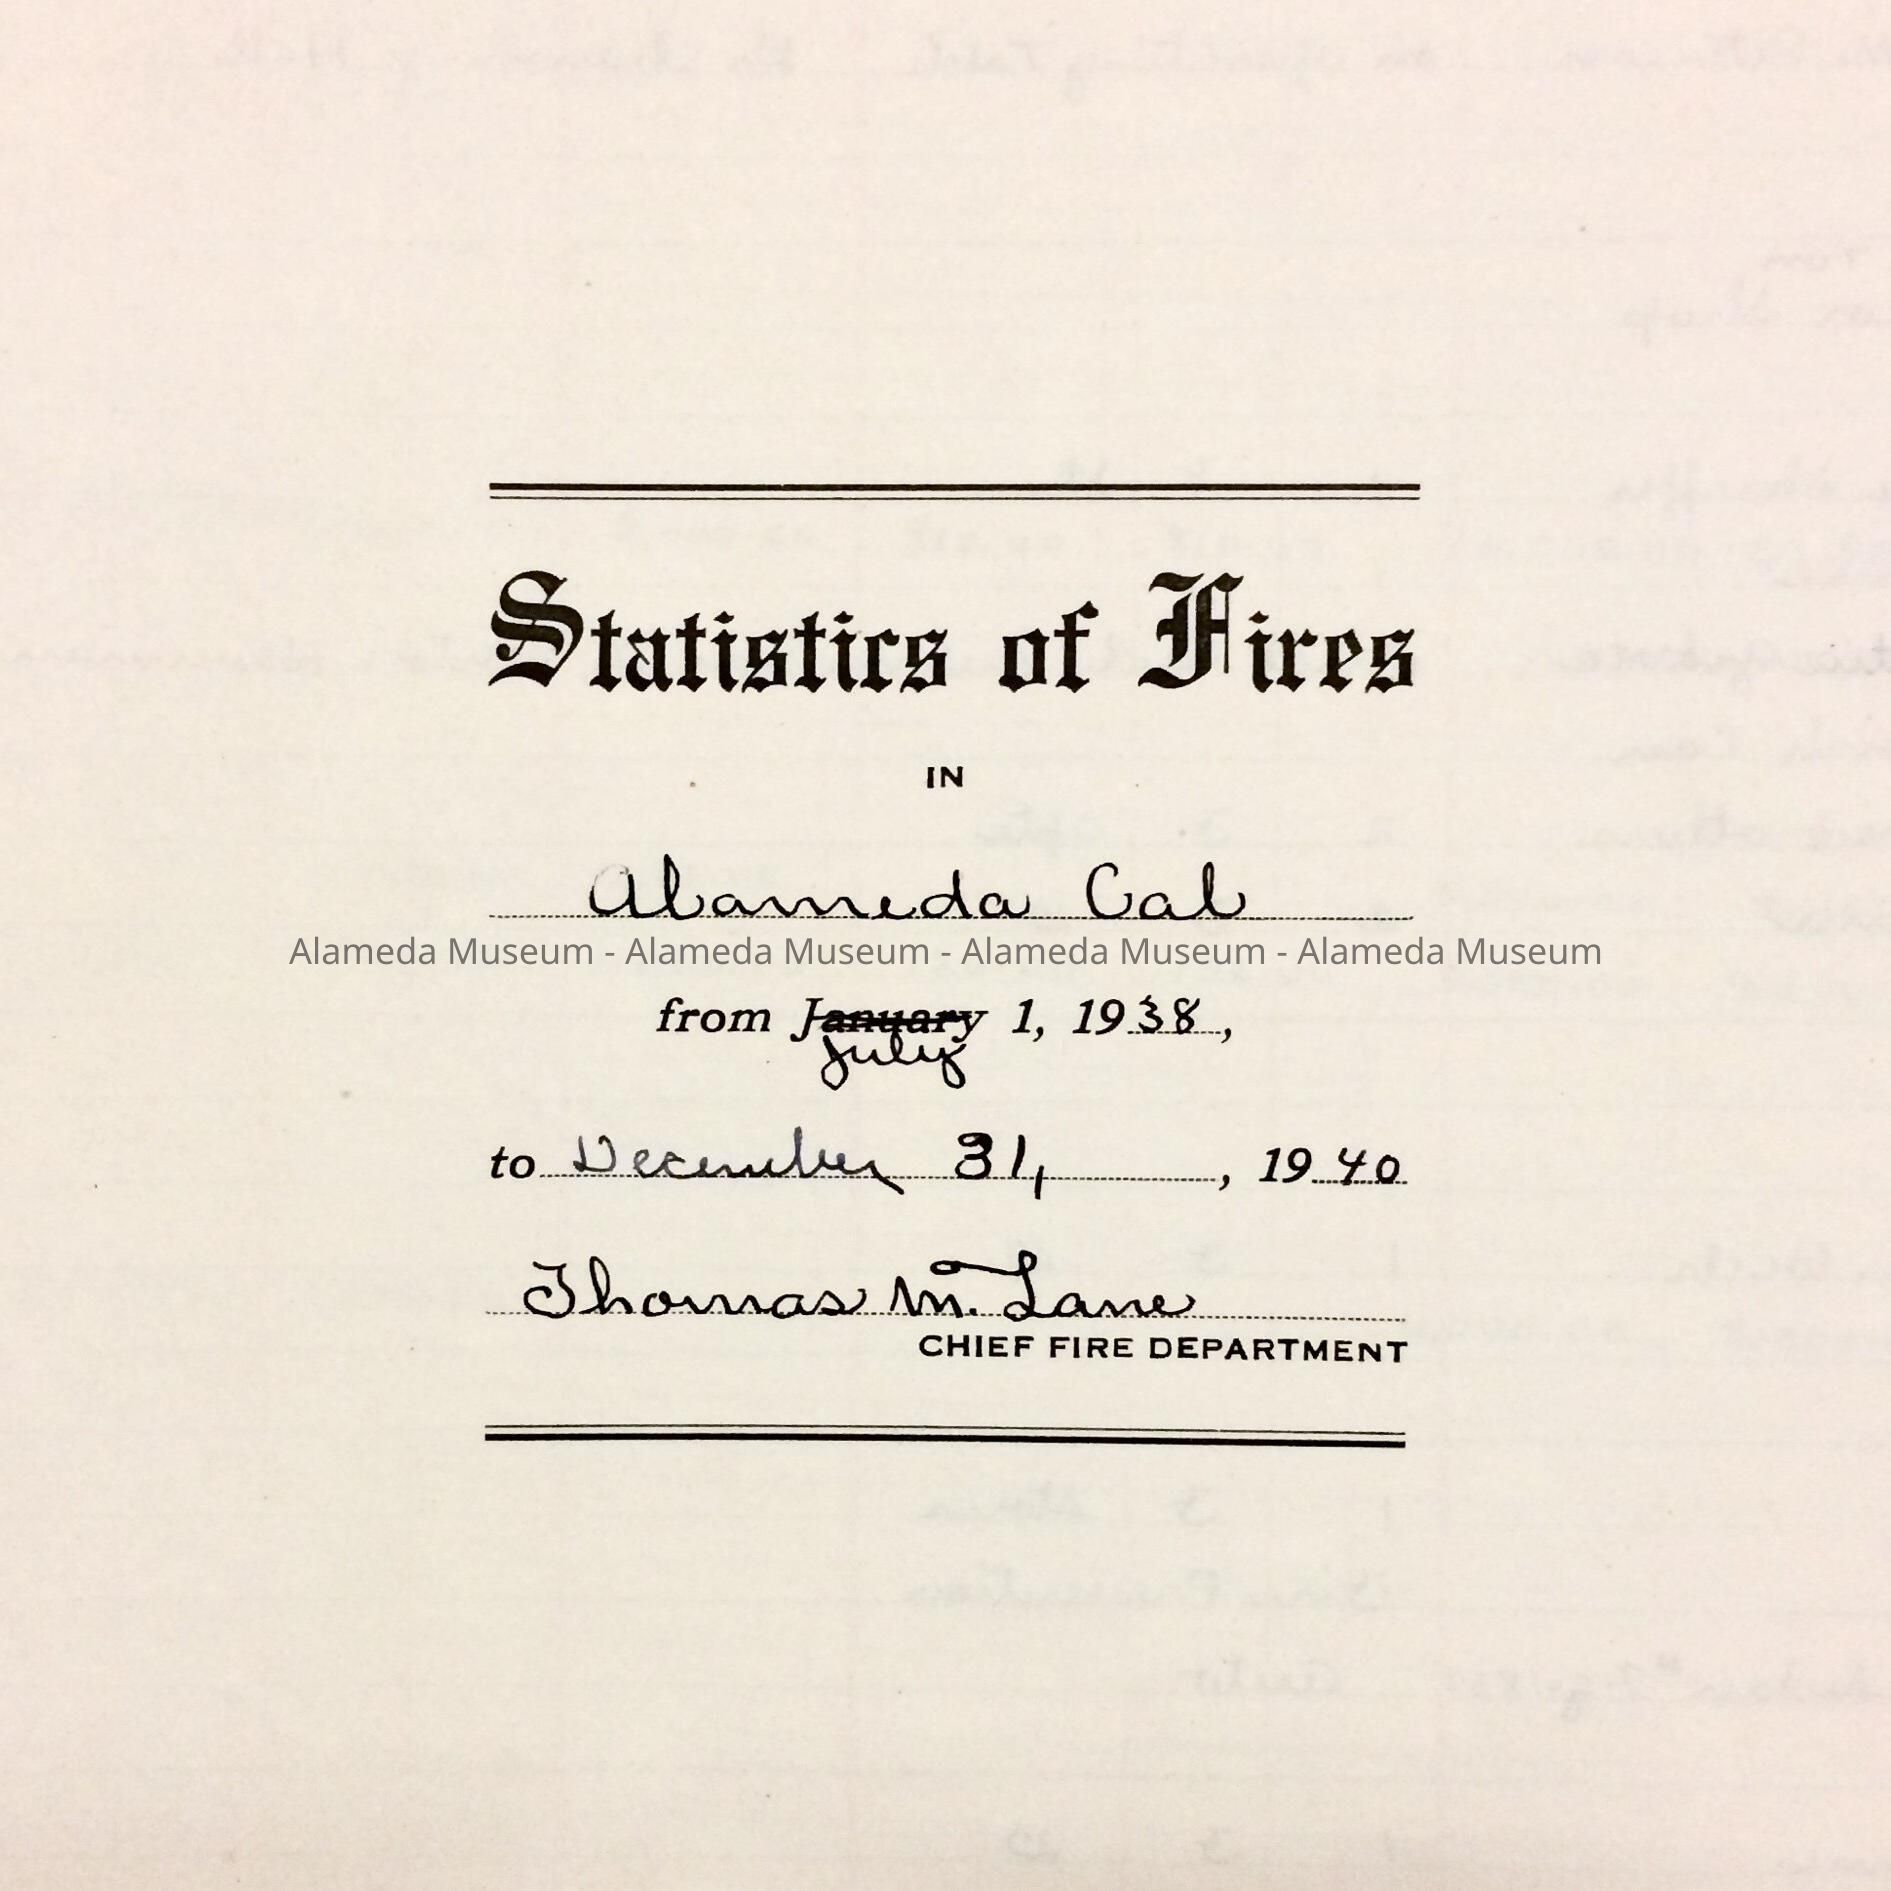 Statistics of Fires
IN
Alameda Cal
Alameda Museum - Alameda Museum - Alameda Museum - Alameda Museum
from January 1, 1938,
July
to December 31, , 1940
Thomas M. Lane
CHIEF FIRE DEPARTMENT